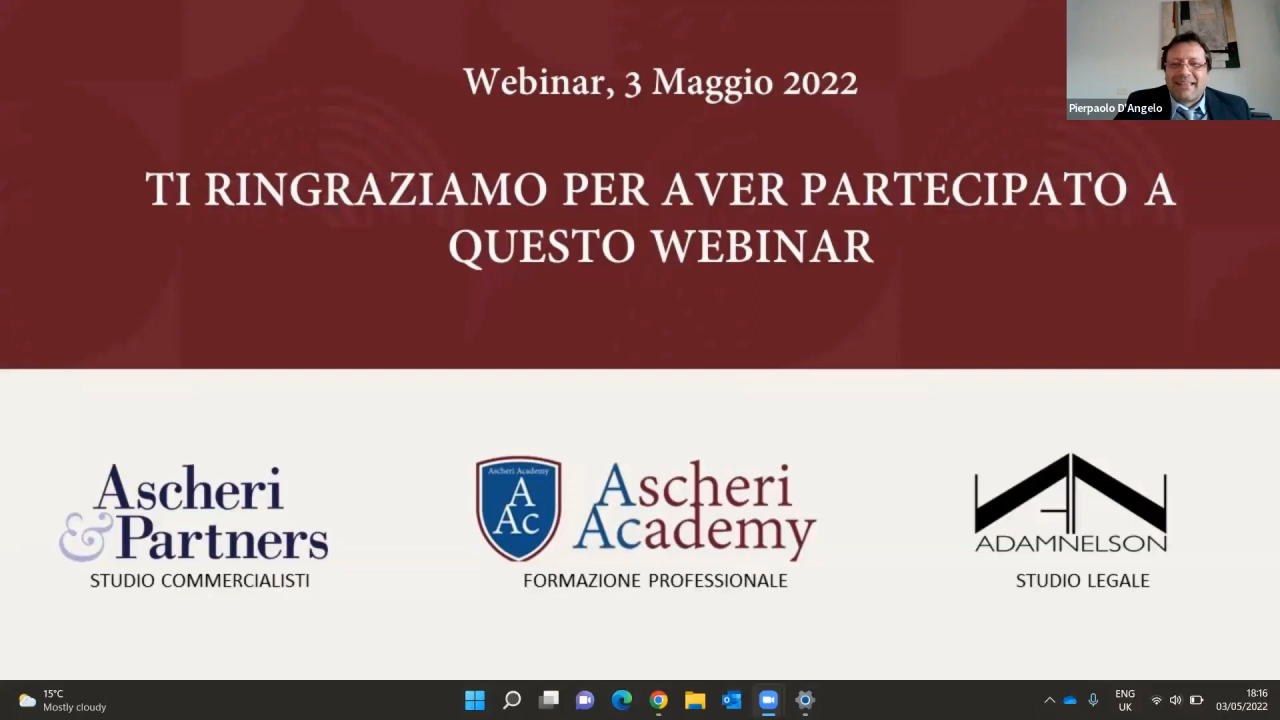 Webinar, 3 Maggio 2022
Pierpaolo D'Angelo
TI RINGRAZIAMO PER AVER PARTECIPATO A
QUESTO WEBINAR
Ascheri
& Partners
STUDIO COMMERCIALISTI
Ascheri Academy
A
Ac
Ascheri
Academy
FORMAZIONE PROFESSIONALE
ADAMNELSON
STUDIO LEGALE
15°C
Mostly cloudy
ENG
UK
18:16
03/05/2022